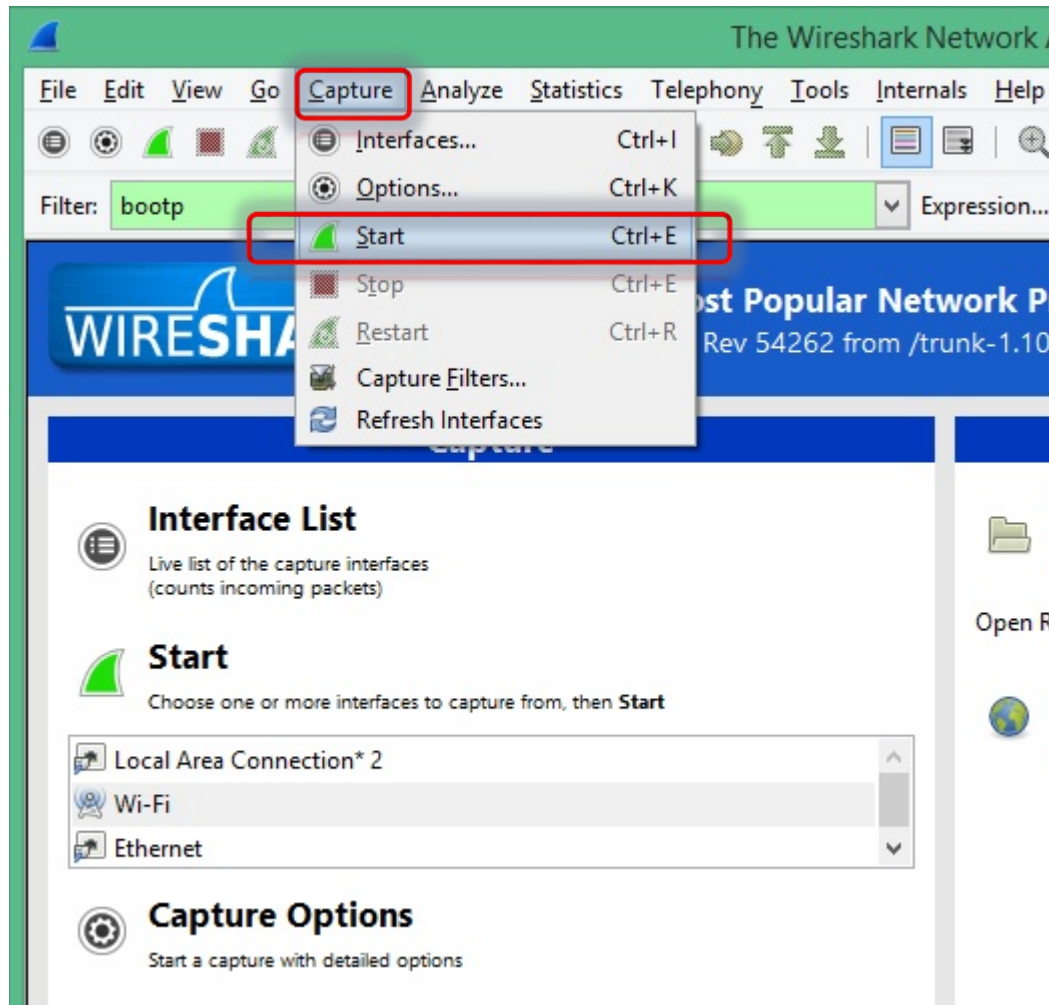 The Wireshark Network
File Edit View Go Capture Analyze Statistics Telephony Tools Internals Help
Interfaces... Ctrl+I
Options... Ctrl+K
Filter: bootp Expression...
Start Ctrl+E
Stop Ctrl+E
Restart Ctrl+R
Capture Filters...
Refresh Interfaces
WIRESHA
st Popular Network P
Rev 54262 from /trunk-1.10
Capture
Interface List
Live list of the capture interfaces
(counts incoming packets)
Start
Choose one or more interfaces to capture from, then Start
Local Area Connection* 2
Wi-Fi
Ethernet
Capture Options
Start a capture with detailed options
Open R